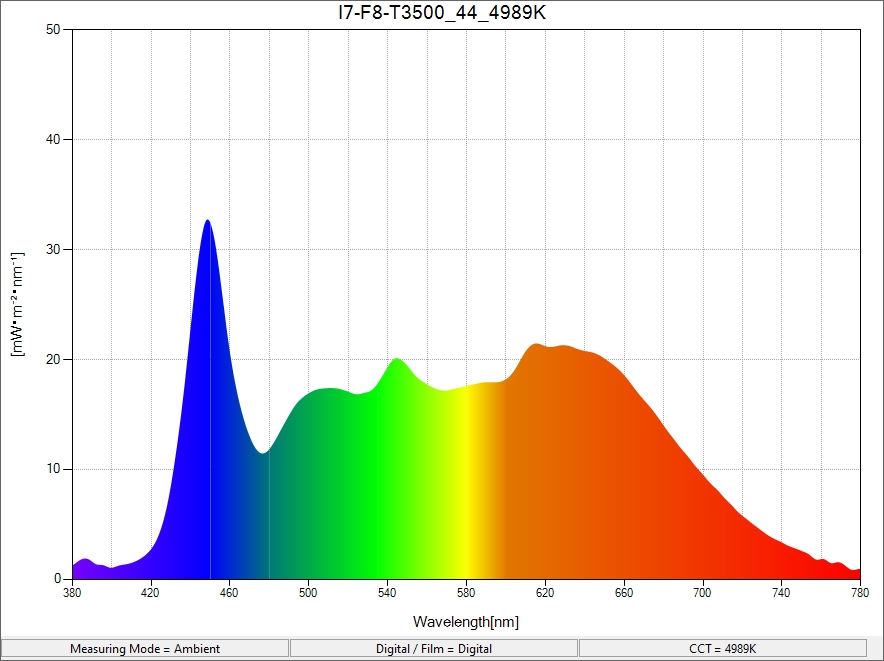 I7-F8-T3500_44_4989K
50
40
30
20
10
0
[mW・m⁻²・nm⁻¹]
380 420 460 500 540 580 620 660 700 740 780
Wavelength[nm]
Measuring Mode = Ambient Digital / Film = Digital CCT = 4989K